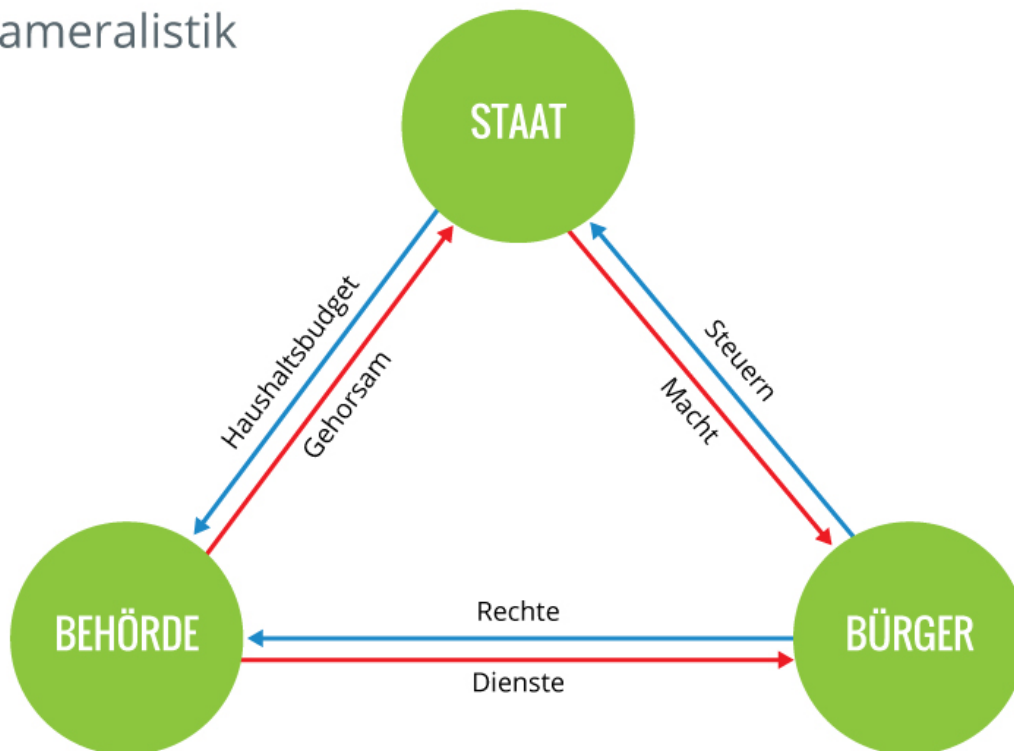 ameralistik
STAAT
Haushaltsbudget
Gehorsam
Steuern
Macht
BEHÖRDE
Rechte
Dienste
BÜRGER